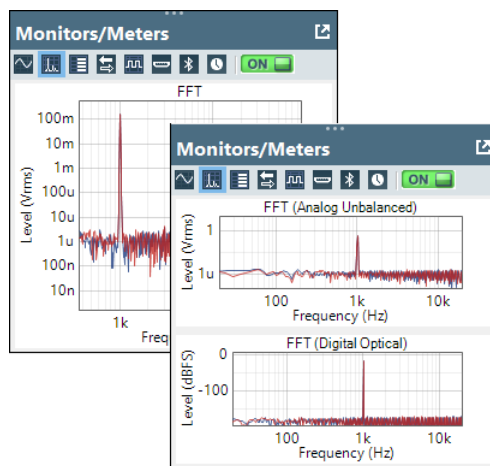 Monitors/Meters
ON
FFT
Level (Vrms)
100m
10m
1m
100u
10u
1u
100n
10n
1k
Monitors/Meters
ON
FFT (Analog Unbalanced)
Level (Vrms)
1
1u
100 1k 10k
Frequency (Hz)
FFT (Digital Optical)
Level (dBFS)
0
-100
100 1k 10k
Frequency (Hz)